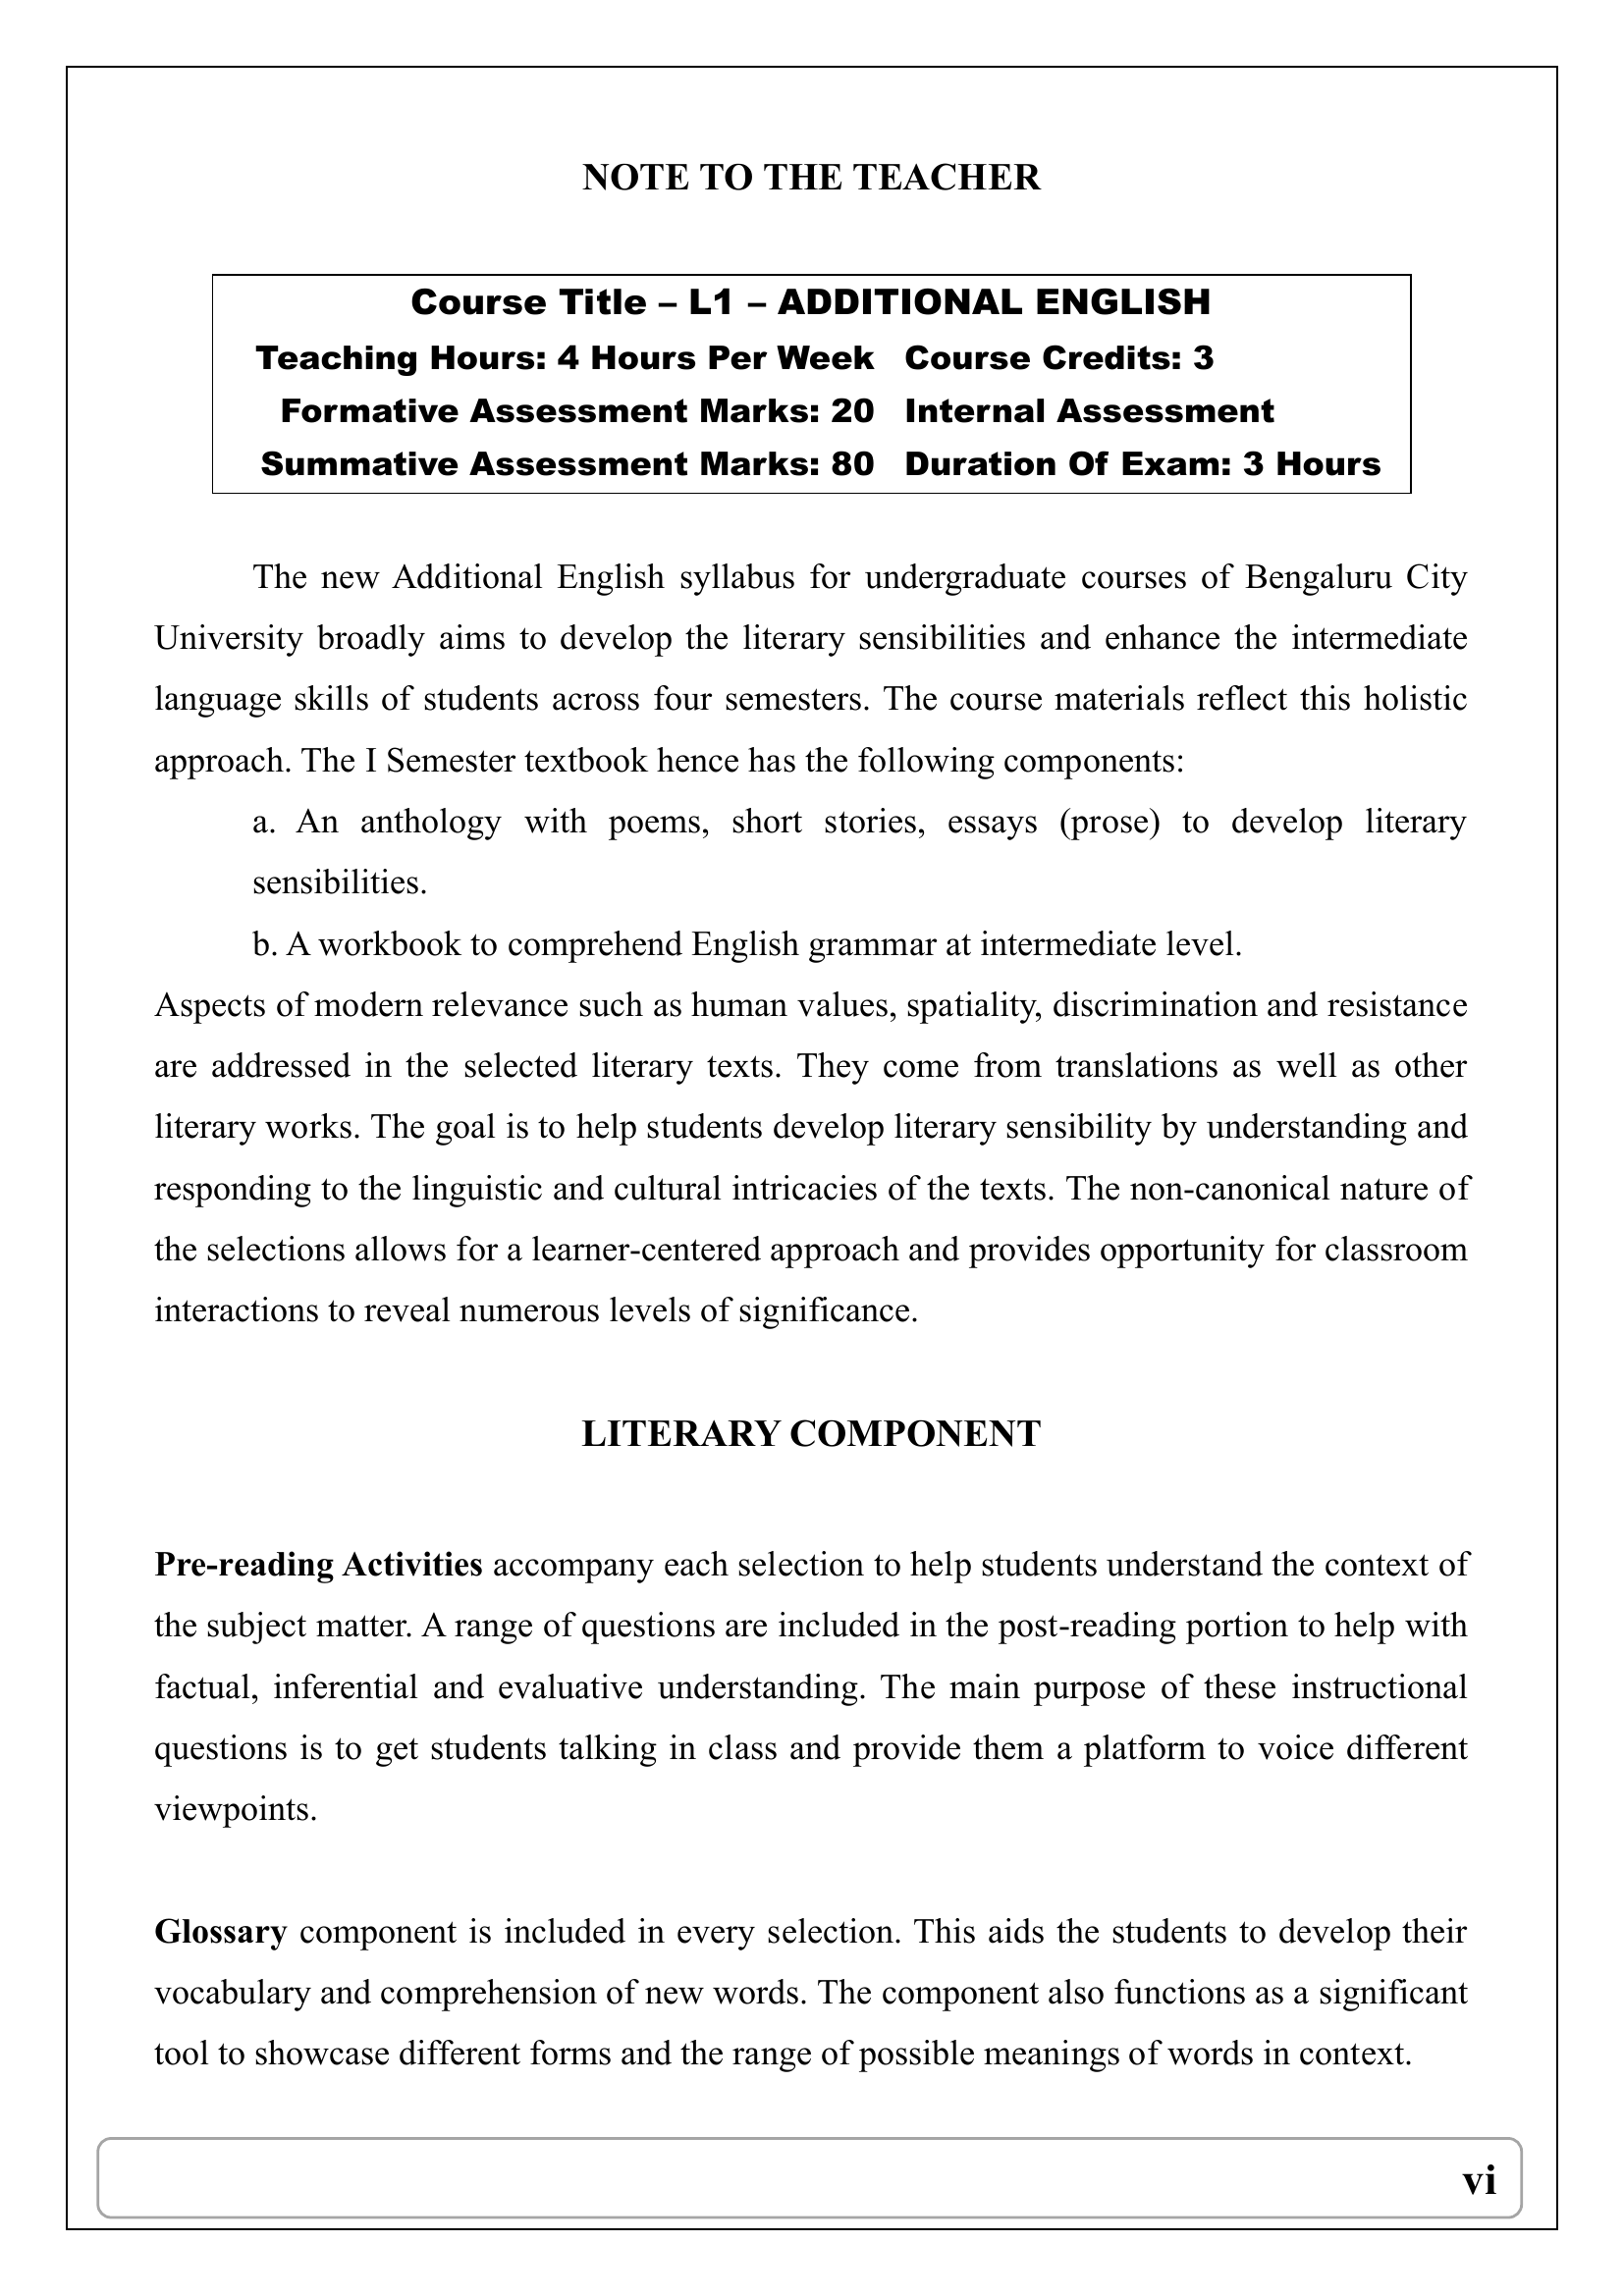 NOTE TO THE TEACHER
Course Title – L1 – ADDITIONAL ENGLISH
Teaching Hours: 4 Hours Per Week Course Credits: 3
Formative Assessment Marks: 20 Internal Assessment
Summative Assessment Marks: 80 Duration Of Exam: 3 Hours
The new Additional English syllabus for undergraduate courses of Bengaluru City
University broadly aims to develop the literary sensibilities and enhance the intermediate
language skills of students across four semesters. The course materials reflect this holistic
approach. The I Semester textbook hence has the following components:
a. An anthology with poems, short stories, essays (prose) to develop literary
sensibilities.
b. A workbook to comprehend English grammar at intermediate level.
Aspects of modern relevance such as human values, spatiality, discrimination and resistance
are addressed in the selected literary texts. They come from translations as well as other
literary works. The goal is to help students develop literary sensibility by understanding and
responding to the linguistic and cultural intricacies of the texts. The non-canonical nature of
the selections allows for a learner-centered approach and provides opportunity for classroom
interactions to reveal numerous levels of significance.
LITERARY COMPONENT
Pre-reading Activities accompany each selection to help students understand the context of
the subject matter. A range of questions are included in the post-reading portion to help with
factual, inferential and evaluative understanding. The main purpose of these instructional
questions is to get students talking in class and provide them a platform to voice different
viewpoints.
Glossary component is included in every selection. This aids the students to develop their
vocabulary and comprehension of new words. The component also functions as a significant
tool to showcase different forms and the range of possible meanings of words in context.
vi